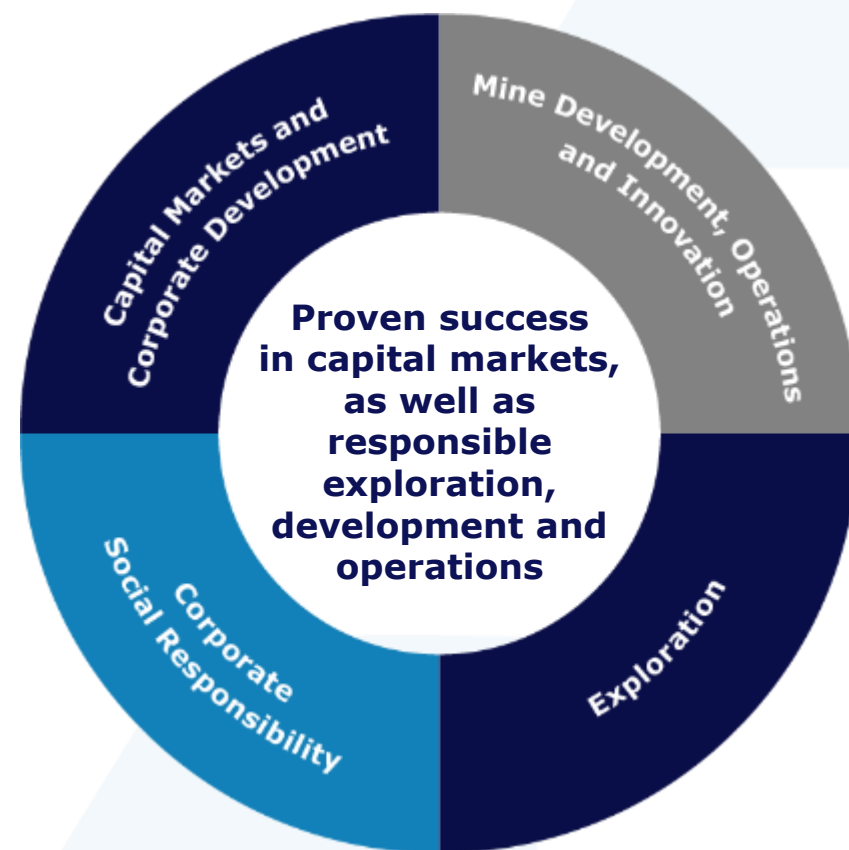 Capital Markets and
Corporate Development
Mine Development, Operations
and Innovation
Proven success
in capital markets,
as well as
responsible
exploration,
development and
operations
Corporate
Social Responsibility
Exploration